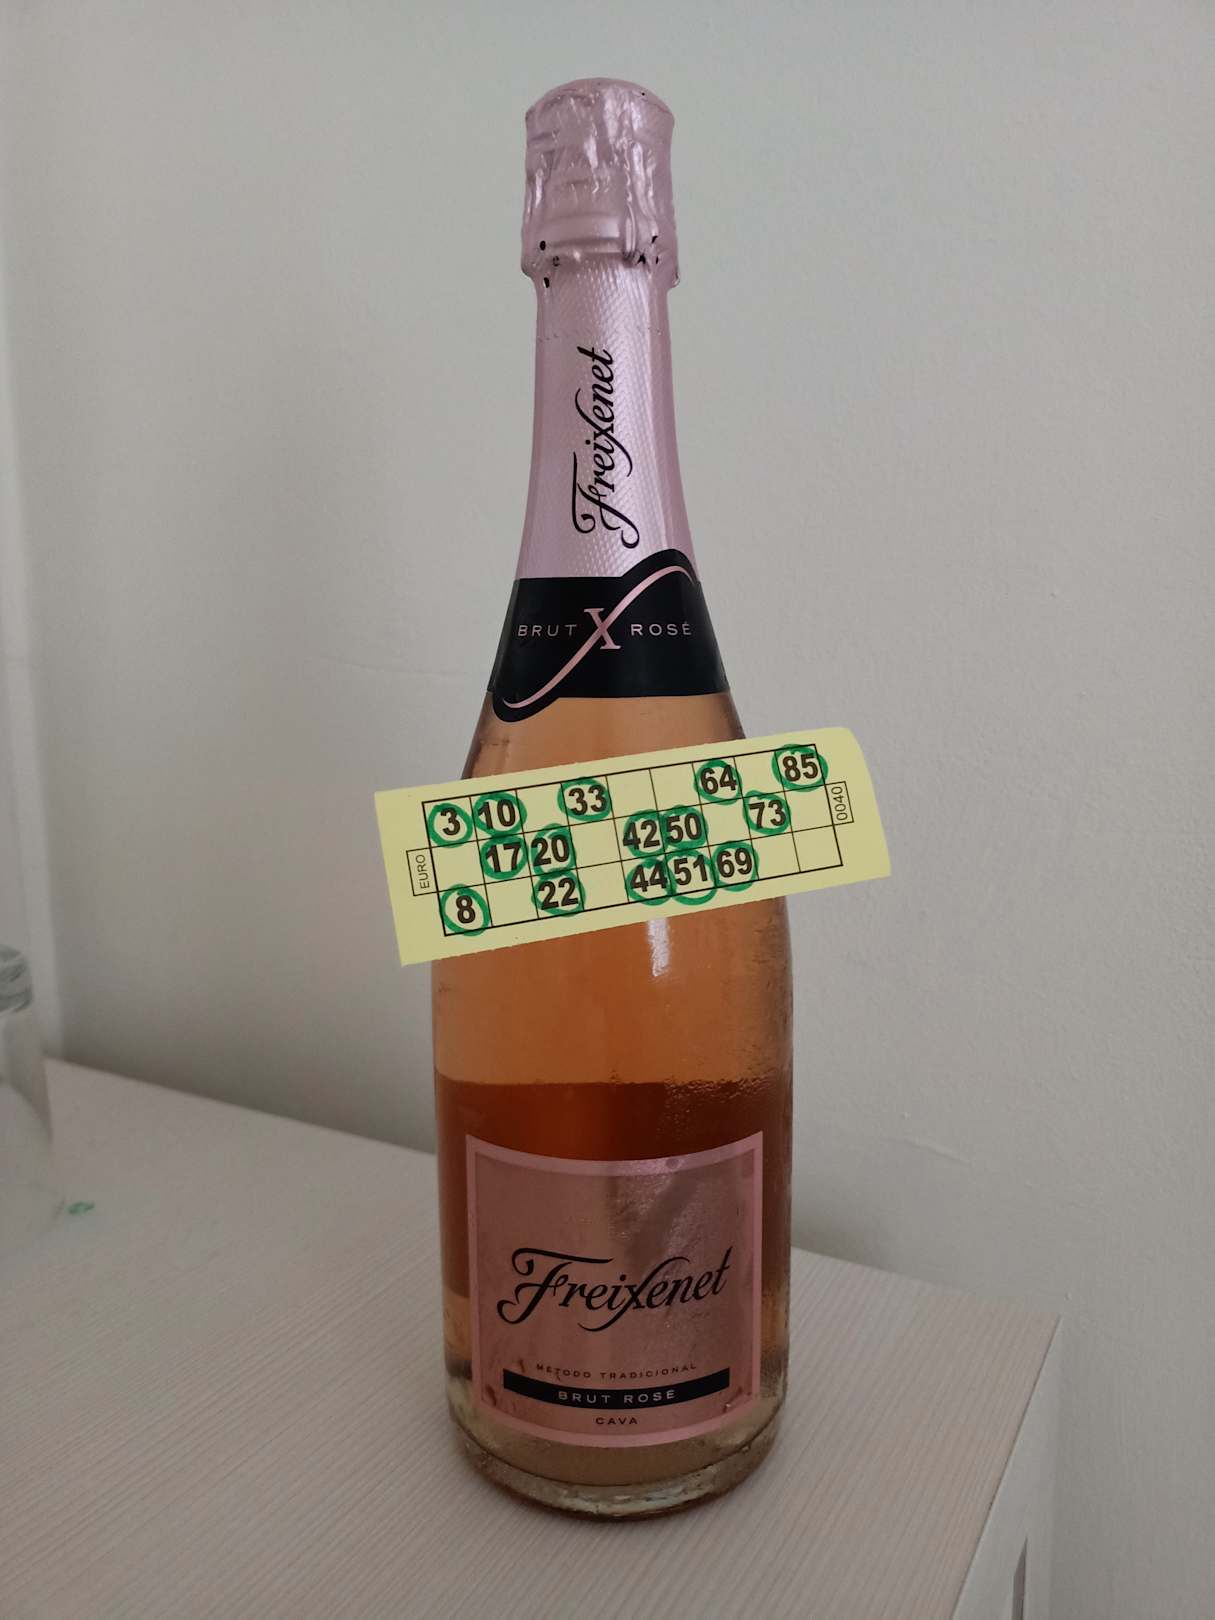 Freixenet
BRUT X ROSÉ
3 10 33 64 85
17 20 42 50 73
8 22 44 51 69
EURO
0040
Freixenet
MÉTODO TRADICIONAL
BRUT ROSÉ
CAVA